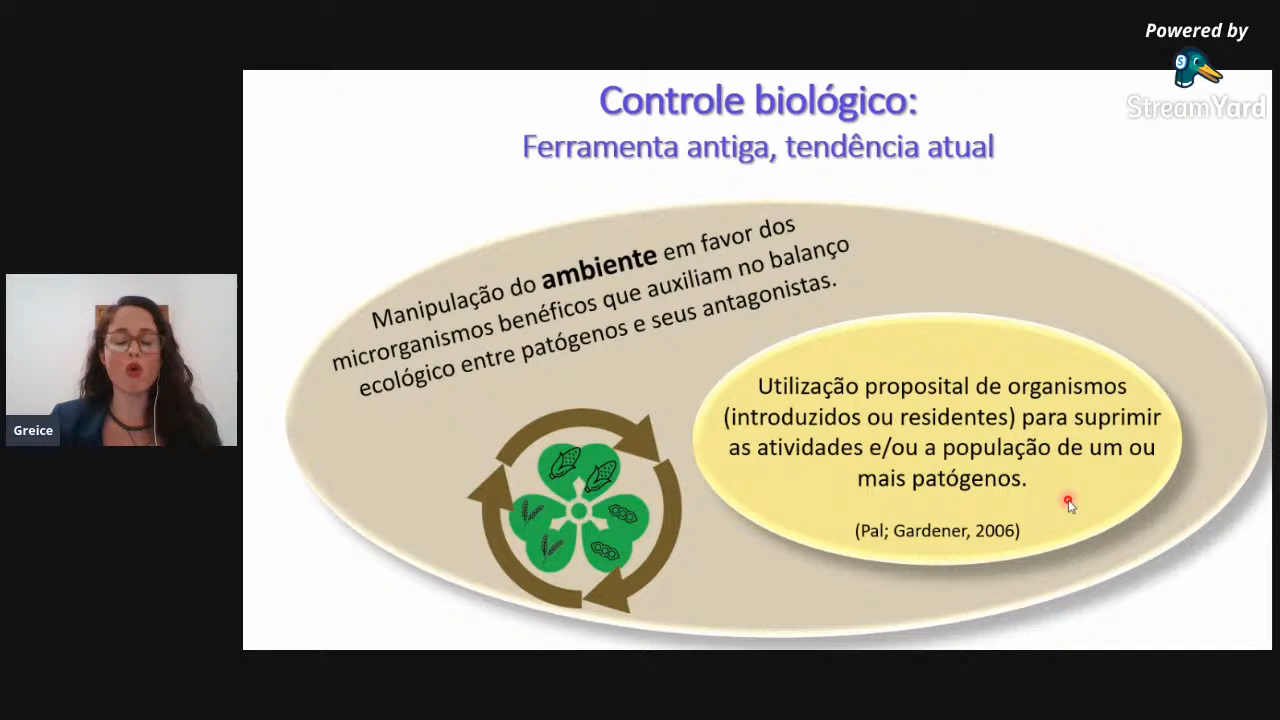 Powered by
StreamYard
Controle biológico:
Ferramenta antiga, tendência atual
Manipulação do ambiente em favor dos
microrganismos benéficos que auxiliam no balanço
ecológico entre patógenos e seus antagonistas.
Utilização proposital de organismos
(introduzidos ou residentes) para suprimir
as atividades e/ou a população de um ou
mais patógenos.
(Pal; Gardener, 2006)
Greice